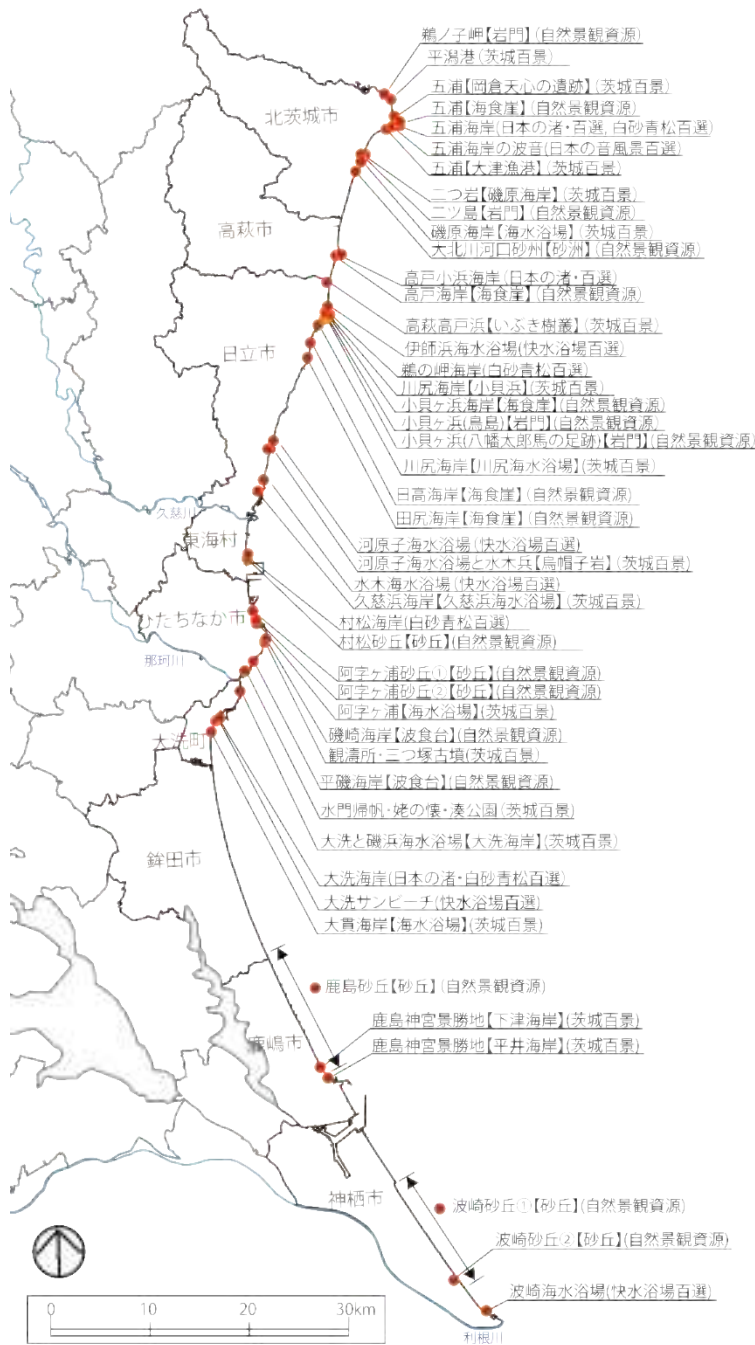 鵜ノ子岬【岩門】(自然景観資源)
平潟港(茨城百景)
五浦【岡倉天心の遺跡】(茨城百景)
五浦【海食崖】(自然景観資源)
五浦海岸(日本の渚・百選, 白砂青松百選)
五浦海岸の波音(日本の音風景百選)
五浦【大津漁港】(茨城百景)
二つ岩【磯原海岸】(茨城百景)
二ツ島【岩門】(自然景観資源)
磯原海岸【海水浴場】(茨城百景)
大北川河口砂州【砂洲】(自然景観資源)
高戸小浜海岸(日本の渚・百選)
高戸海岸【海食崖】(自然景観資源)
高萩高戸浜【いぶき樹叢】(茨城百景)
伊師浜海水浴場(快水浴場百選)
鵜の岬海岸(白砂青松百選)
川尻海岸【小貝浜】(茨城百景)
小貝ヶ浜海岸【海食崖】(自然景観資源)
小貝ヶ浜(鳥島)【岩門】(自然景観資源)
小貝ヶ浜(八幡太郎馬の足跡)【岩門】(自然景観資源)
川尻海岸【川尻海水浴場】(茨城百景)
日高海岸【海食崖】(自然景観資源)
田尻海岸【海食崖】(自然景観資源)
河原子海水浴場(快水浴場百選)
河原子海水浴場と水木兵【烏帽子岩】(茨城百景)
水木海水浴場(快水浴場百選)
久慈浜海岸【久慈浜海水浴場】(茨城百景)
村松海岸(白砂青松百選)
村松砂丘【砂丘】(自然景観資源)
阿字ヶ浦砂丘①【砂丘】(自然景観資源)
阿字ヶ浦砂丘②【砂丘】(自然景観資源)
阿字ヶ浦【海水浴場】(茨城百景)
磯崎海岸【波食台】(自然景観資源)
観濤所・三つ塚古墳(茨城百景)
平磯海岸【波食台】(自然景観資源)
水門帰帆・姥の懐・湊公園(茨城百景)
大洗と磯浜海水浴場【大洗海岸】(茨城百景)
大洗海岸(日本の渚・白砂青松百選)
大洗サンビーチ(快水浴場百選)
大貫海岸【海水浴場】(茨城百景)
鹿島砂丘【砂丘】(自然景観資源)
鹿島神宮景勝地【下津海岸】(茨城百景)
鹿島神宮景勝地【平井海岸】(茨城百景)
波崎砂丘①【砂丘】(自然景観資源)
波崎砂丘②【砂丘】(自然景観資源)
波崎海水浴場(快水浴場百選)
北茨城市
高萩市
日立市
久慈川
東海村
ひたちなか市
那珂川
大洗町
鉾田市
鹿嶋市
神栖市
利根川
0 10 20 30km